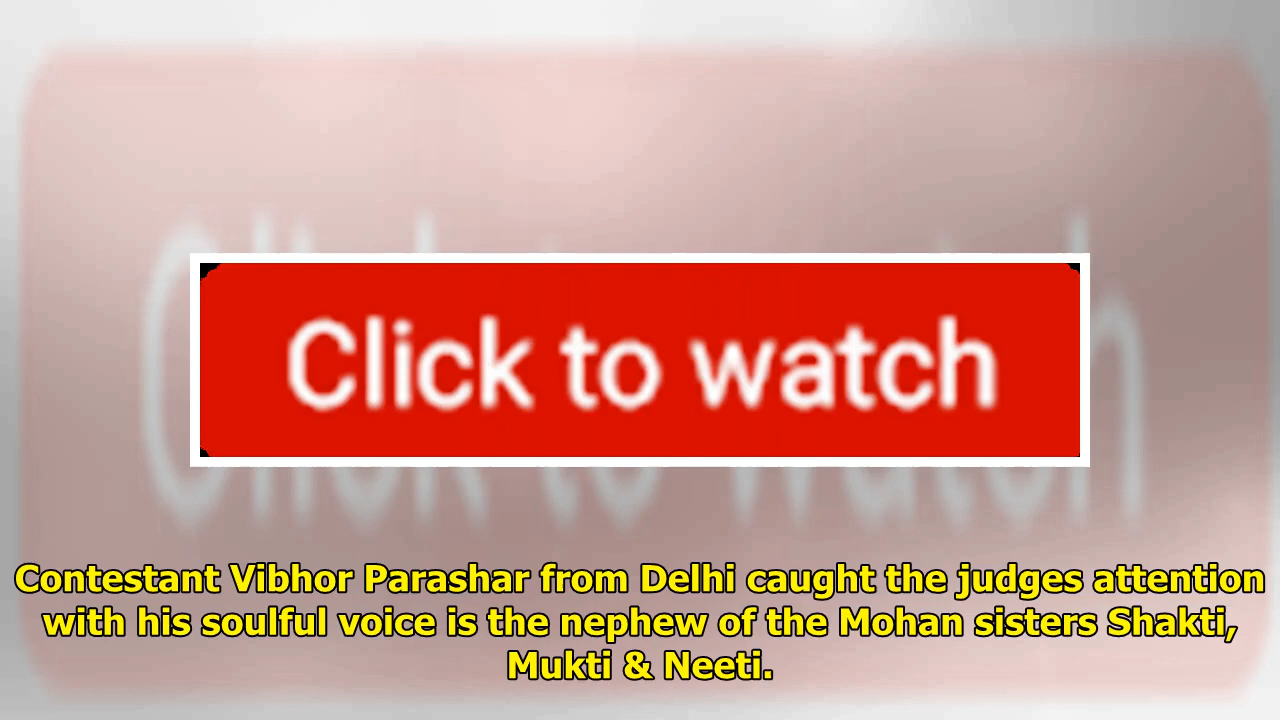 Click to watch
Contestant Vibhor Parashar from Delhi caught the judges attention
with his soulful voice is the nephew of the Mohan sisters Shakti,
Mukti & Neeti.